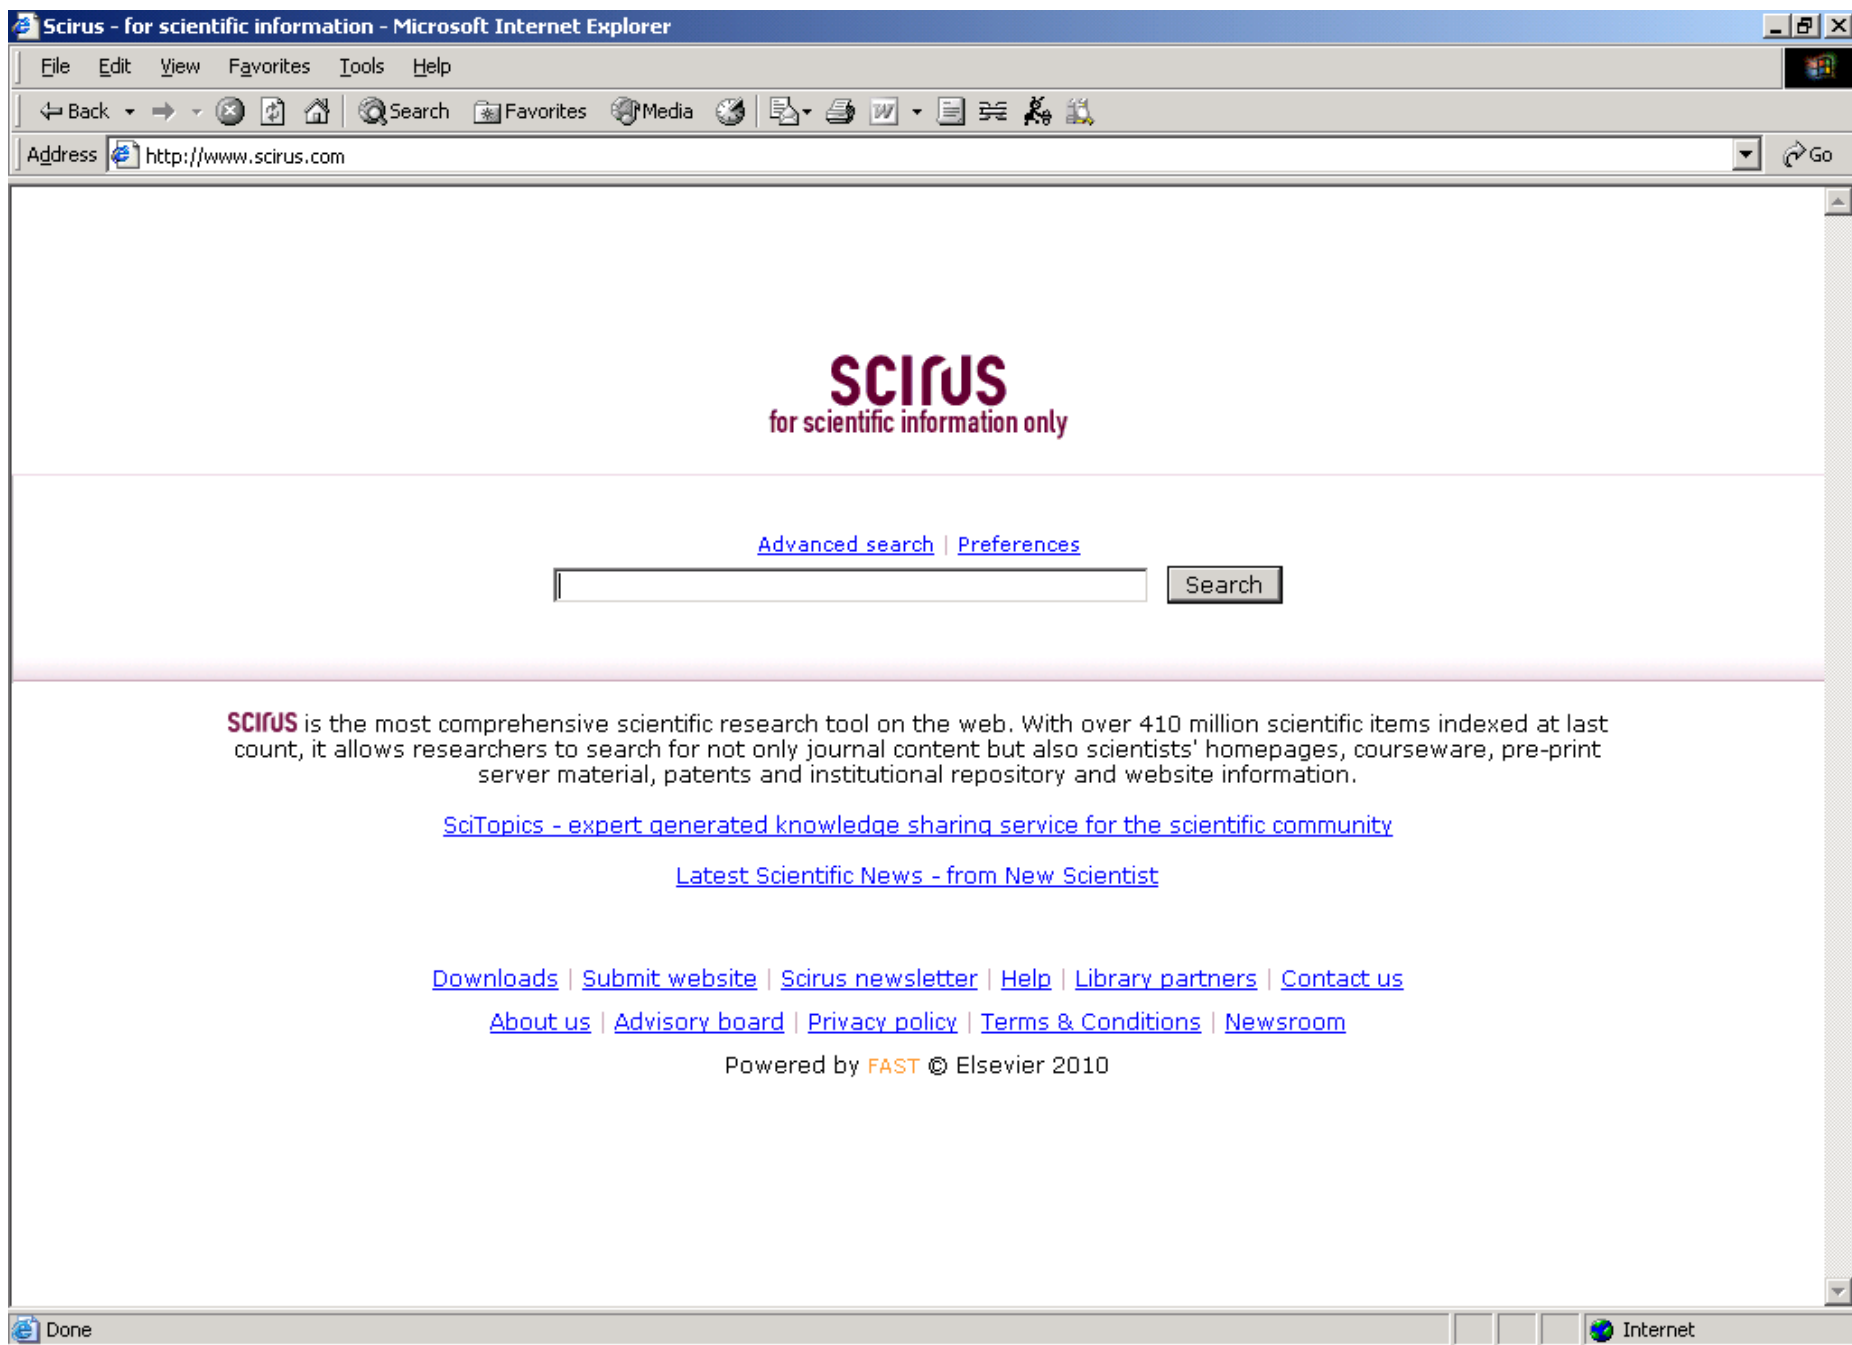 Scirus - for scientific information - Microsoft Internet Explorer
File Edit View Favorites Tools Help
Back Search Favorites Media W
Address http://www.scirus.com Go
SCIRUS
for scientific information only
Advanced search | Preferences
Search
SCIRUS is the most comprehensive scientific research tool on the web. With over 410 million scientific items indexed at last
count, it allows researchers to search for not only journal content but also scientists' homepages, courseware, pre-print
server material, patents and institutional repository and website information.
SciTopics - expert generated knowledge sharing service for the scientific community
Latest Scientific News - from New Scientist
Downloads | Submit website | Scirus newsletter | Help | Library partners | Contact us
About us | Advisory board | Privacy policy | Terms & Conditions | Newsroom
Powered by FAST © Elsevier 2010
Done Internet